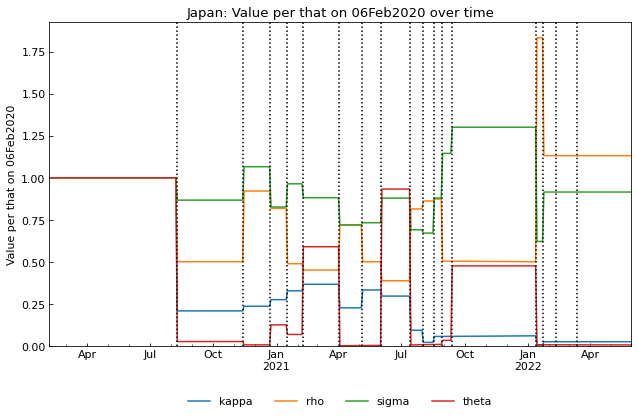 Japan: Value per that on 06Feb2020 over time
Value per that on 06Feb2020
1.75
1.50
1.25
1.00
0.75
0.50
0.25
0.00
Apr Jul Oct Jan Apr Jul Oct Jan Apr
2021 2022
kappa rho sigma theta